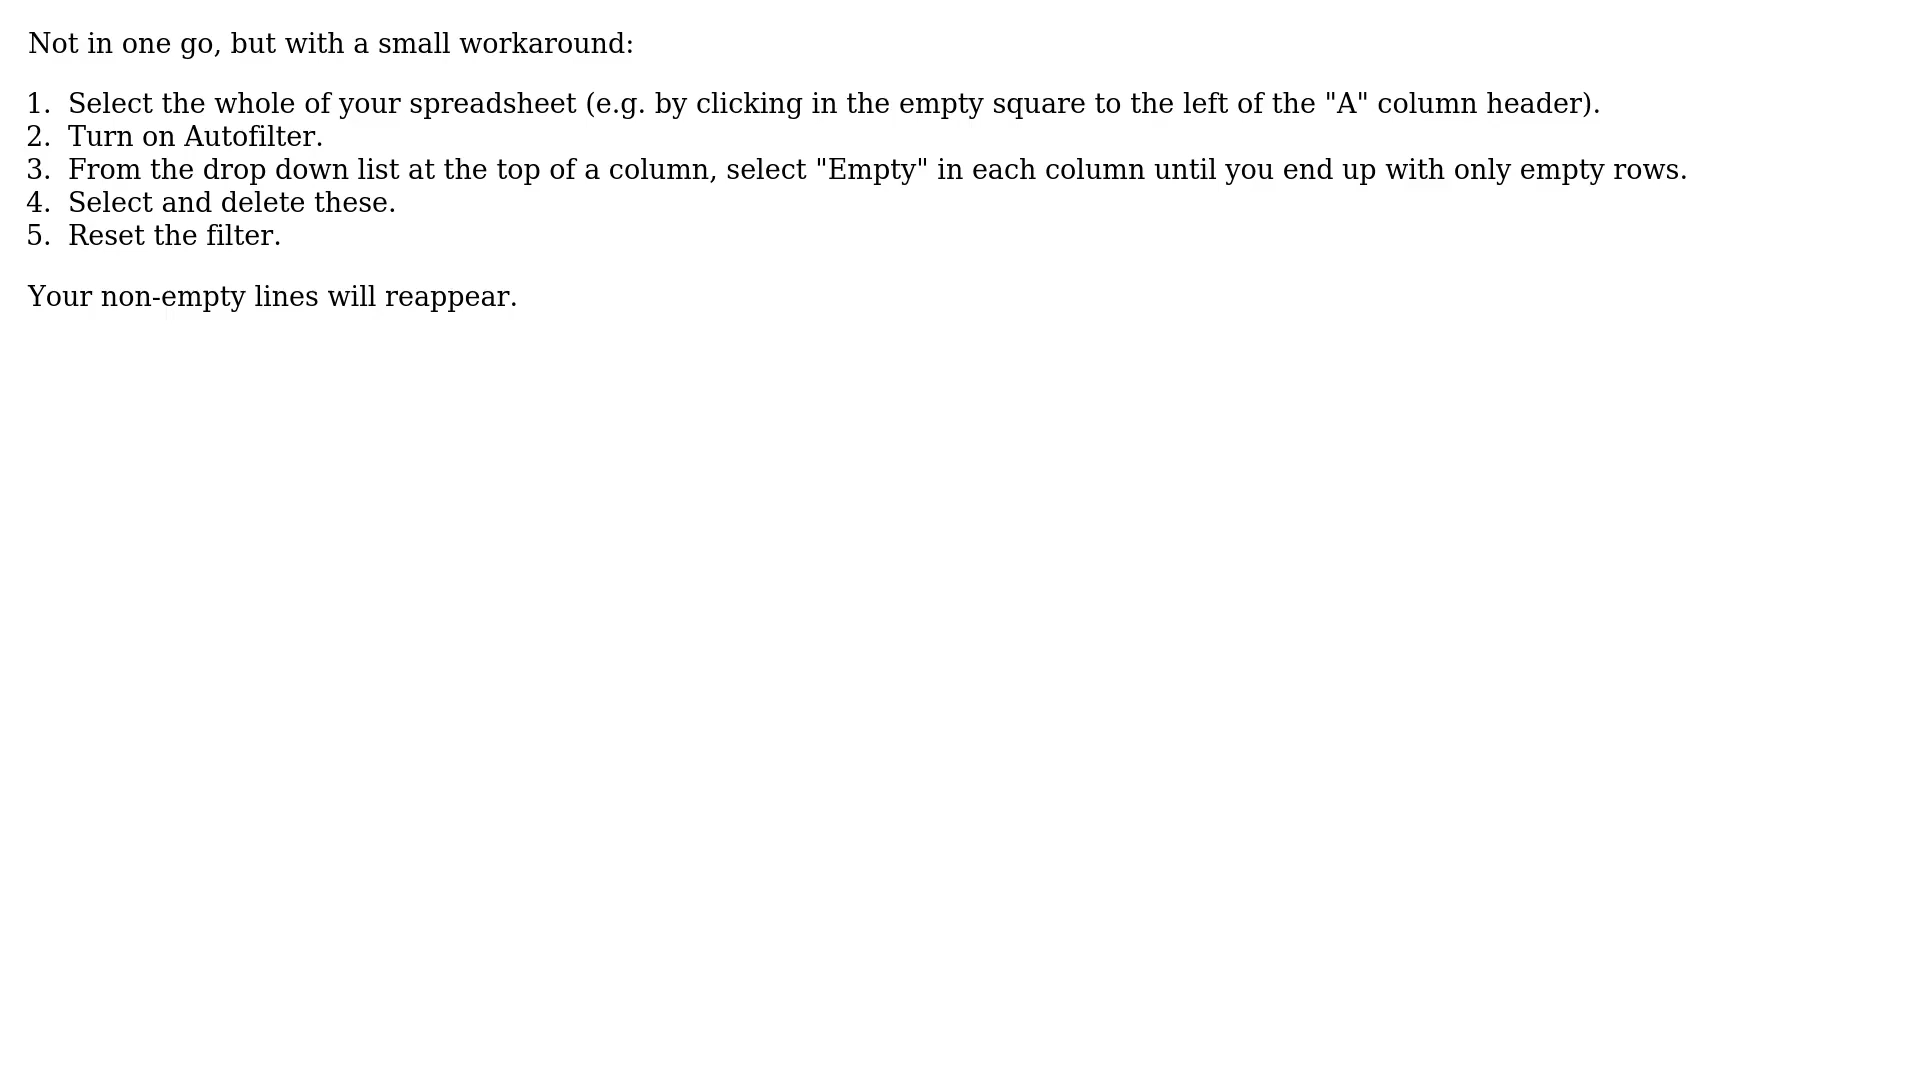 Not in one go, but with a small workaround:
1. Select the whole of your spreadsheet (e.g. by clicking in the empty square to the left of the "A" column header).
2. Turn on Autofilter.
3. From the drop down list at the top of a column, select "Empty" in each column until you end up with only empty rows.
4. Select and delete these.
5. Reset the filter.
Your non-empty lines will reappear.